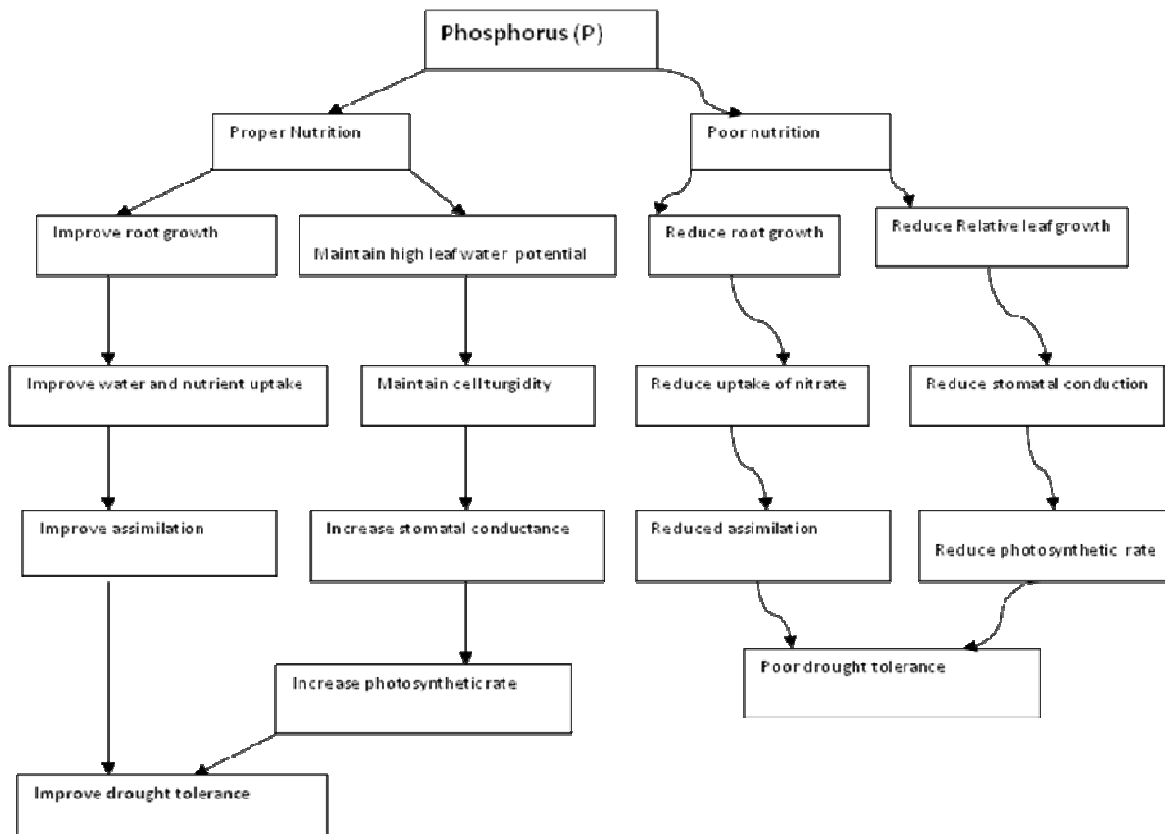 Phosphorus (P)
Proper Nutrition
Poor nutrition
Improve root growth
Maintain high leaf water potential
Reduce root growth
Reduce Relative leaf growth
Improve water and nutrient uptake
Maintain cell turgidity
Reduce uptake of nitrate
Reduce stomatal conduction
Improve assimilation
Increase stomatal conductance
Reduced assimilation
Reduce photosynthetic rate
Increase photosynthetic rate
Poor drought tolerance
Improve drought tolerance